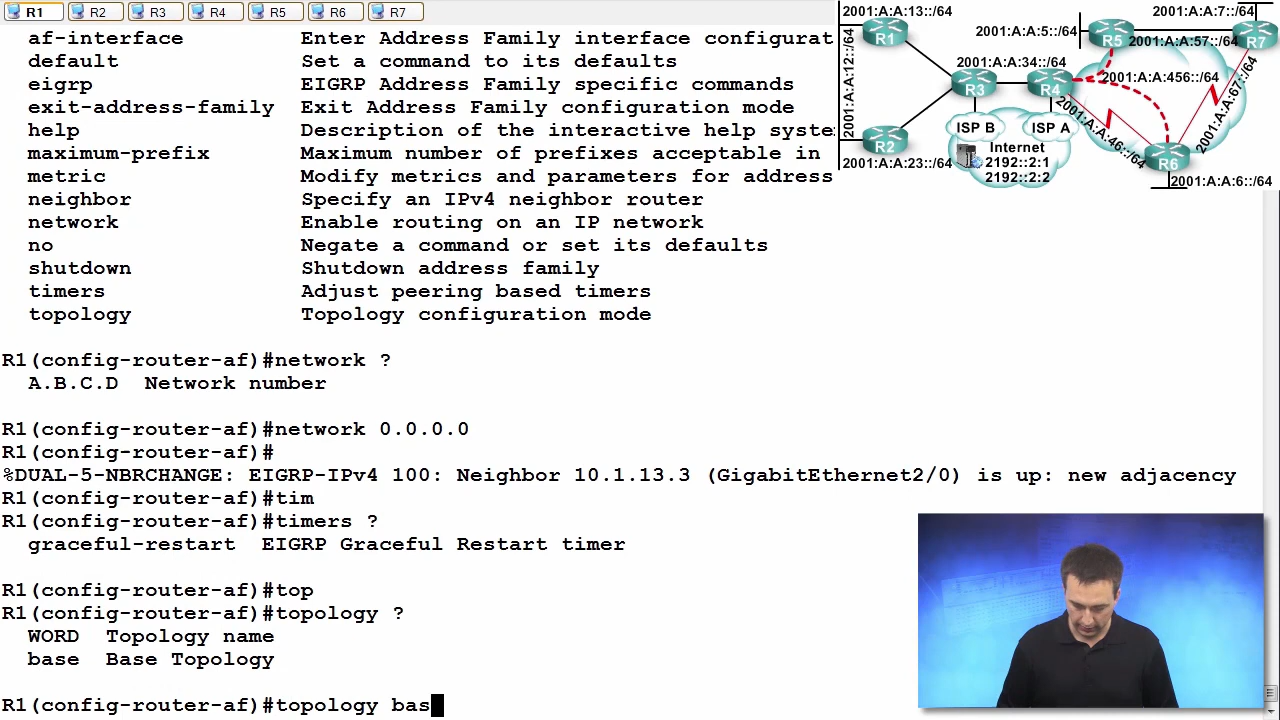 R1
R2
R3
R4
R5
R6
R7
af-interface Enter Address Family interface configurat
default Set a command to its defaults
eigrp EIGRP Address Family specific commands
exit-address-family Exit Address Family configuration mode
help Description of the interactive help syste
maximum-prefix Maximum number of prefixes acceptable in
metric Modify metrics and parameters for address
neighbor Specify an IPv4 neighbor router
network Enable routing on an IP network
no Negate a command or set its defaults
shutdown Shutdown address family
timers Adjust peering based timers
topology Topology configuration mode
R1(config-router-af)#network ?
A.B.C.D Network number
R1(config-router-af)#network 0.0.0.0
R1(config-router-af)#
%DUAL-5-NBRCHANGE: EIGRP-IPv4 100: Neighbor 10.1.13.3 (GigabitEthernet2/0) is up: new adjacency
R1(config-router-af)#tim
R1(config-router-af)#timers ?
graceful-restart EIGRP Graceful Restart timer
R1(config-router-af)#top
R1(config-router-af)#topology ?
WORD Topology name
base Base Topology
R1(config-router-af)#topology bas
2001:A:A:13::/64
2001:A:A:7::/64
R1
2001:A:A:5::/64
R5
2001:A:A:57::/64
R7
2001:A:A:12::/64
2001:A:A:34::/64
R3
R4
2001:A:A:456::/64
2001:A:A:67::/64
2001:A:A:46::/64
R2
ISP B
ISP A
Internet
2192::2:1
2192::2:2
2001:A:A:23::/64
R6
2001:A:A:6::/64